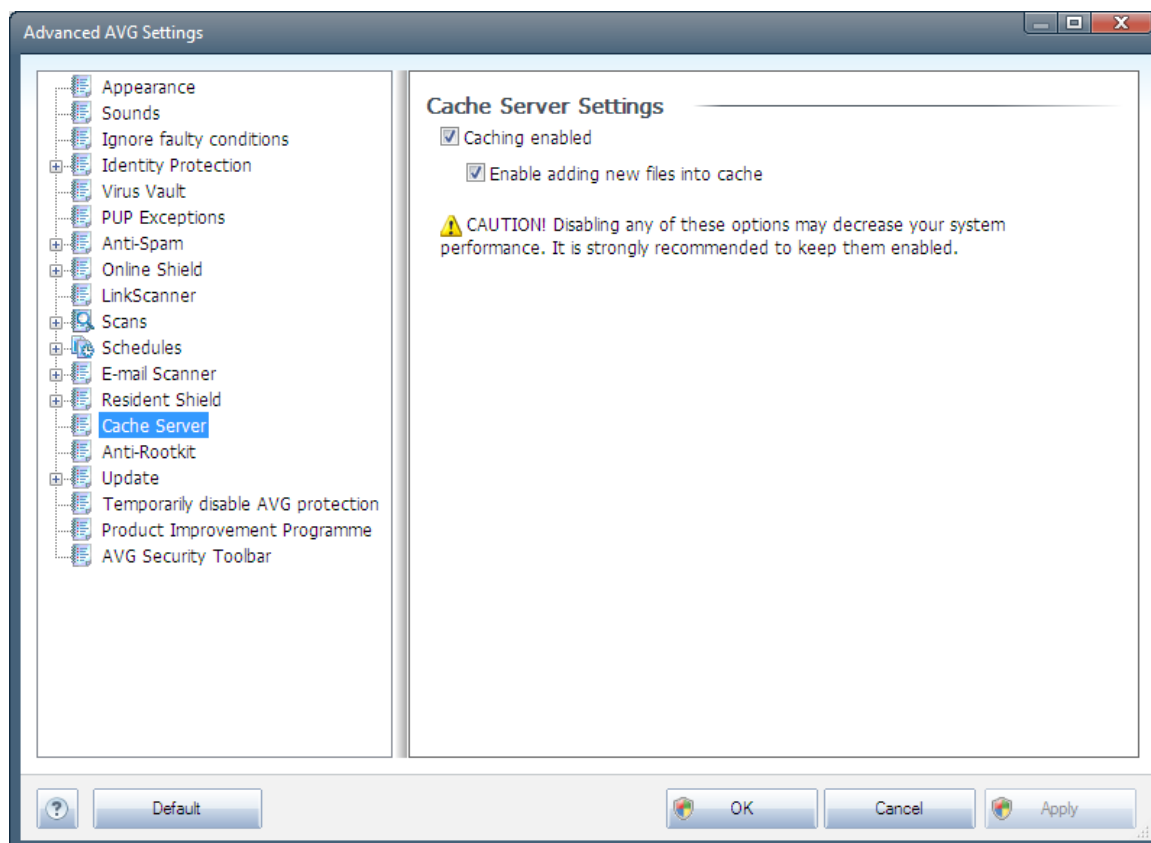 Advanced AVG Settings
X
Appearance
Sounds
Ignore faulty conditions
Identity Protection
Virus Vault
PUP Exceptions
Anti-Spam
Online Shield
LinkScanner
Scans
Schedules
E-mail Scanner
Resident Shield
Cache Server
Anti-Rootkit
Update
Temporarily disable AVG protection
Product Improvement Programme
AVG Security Toolbar
Cache Server Settings
Caching enabled
Enable adding new files into cache
CAUTION! Disabling any of these options may decrease your system
performance. It is strongly recommended to keep them enabled.
?
Default
OK
Cancel
Apply